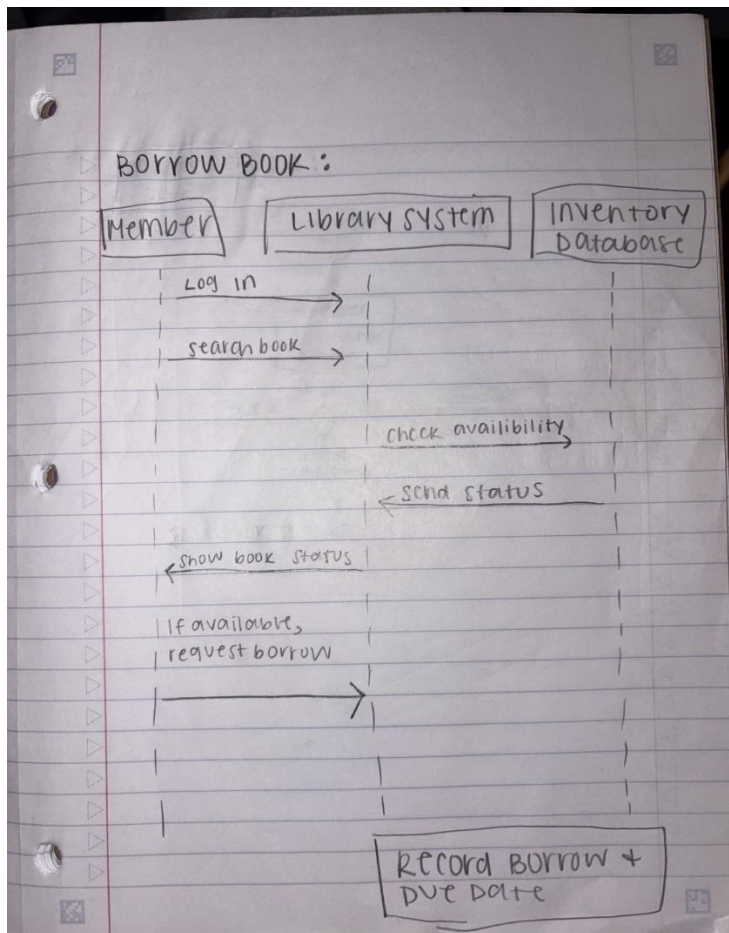 Borrow Book:
Member
Library System
Inventory
Database
Log in
search book
check availibility
send status
show book status
If available,
request borrow
Record Borrow +
Due Date